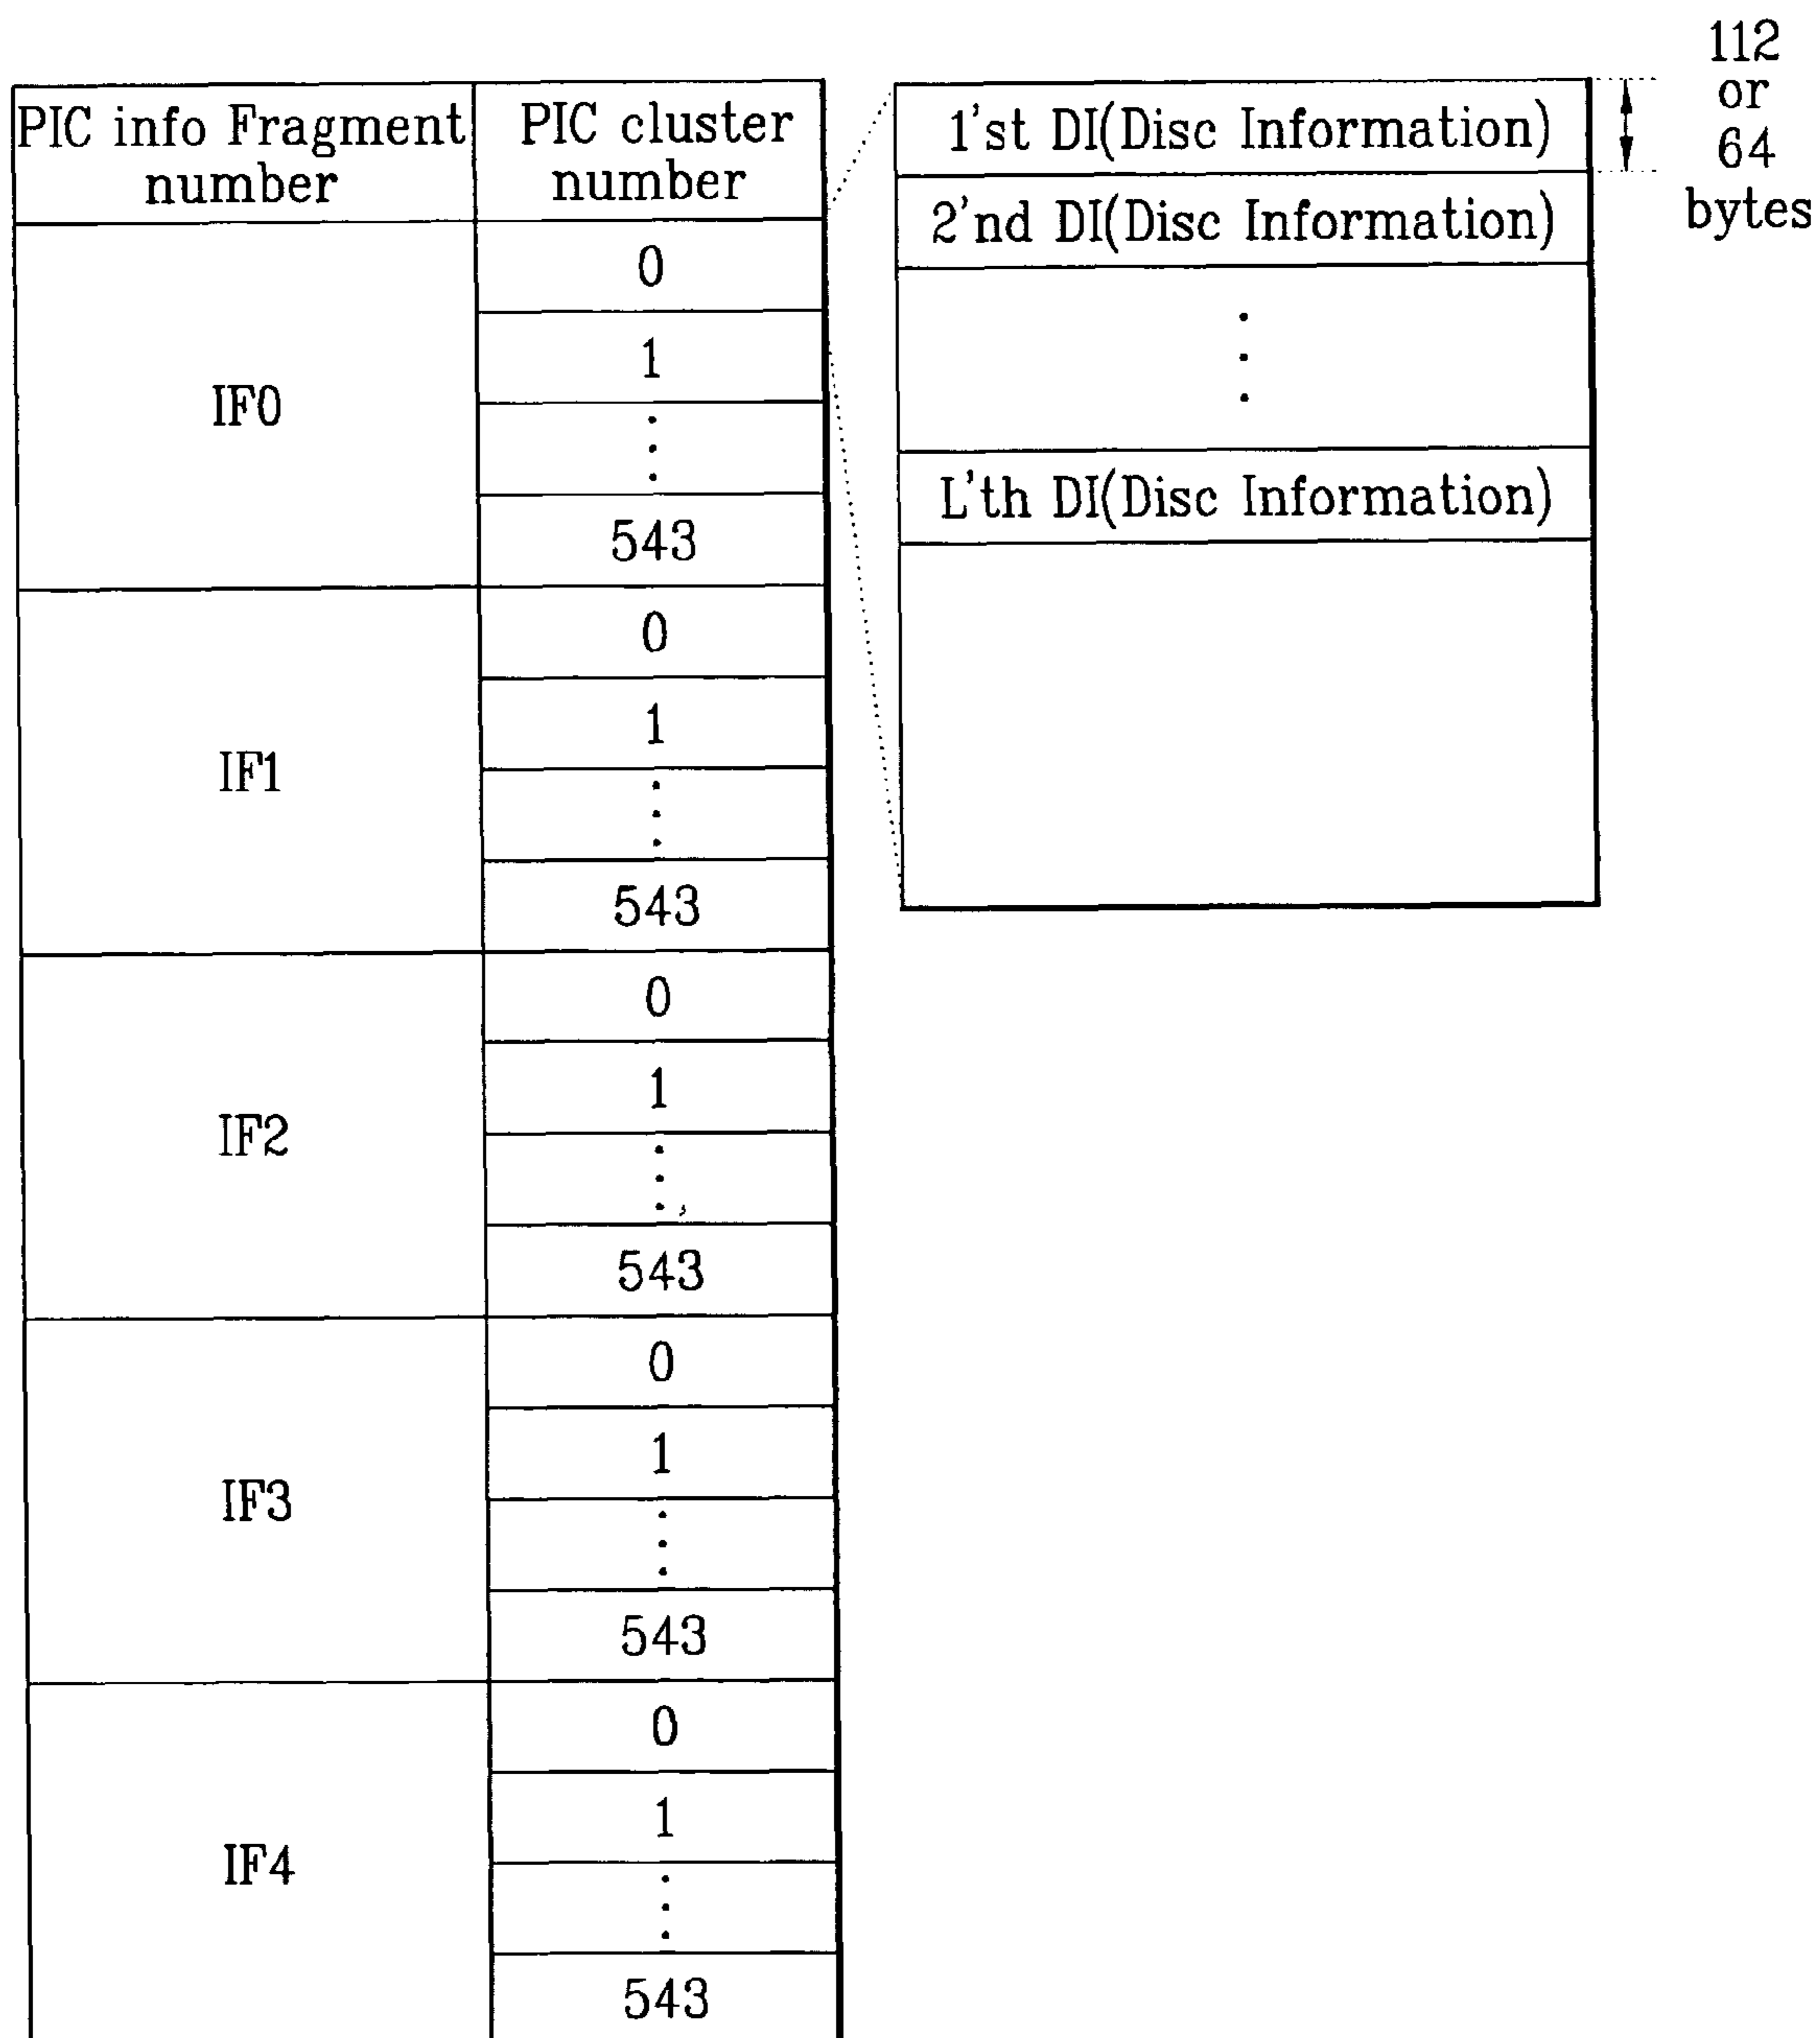 PIC info Fragment number
PIC cluster number
IF0
0
1
543
IF1
0
1
543
IF2
0
1
543
IF3
0
1
543
IF4
0
1
543
1'st DI(Disc Information)
2'nd DI(Disc Information)
L'th DI(Disc Information)
112
or
64
bytes